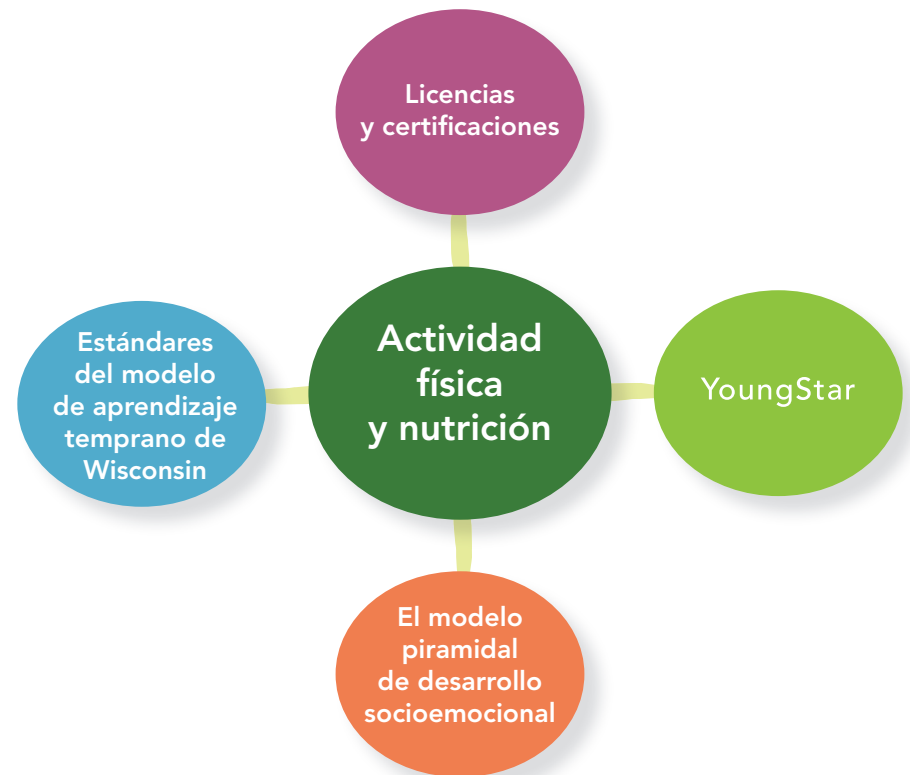 Licencias
y certificaciones
Estándares
del modelo
de aprendizaje
temprano de
Wisconsin
Actividad
física
y nutrición
YoungStar
El modelo
piramidal
de desarrollo
socioemocional